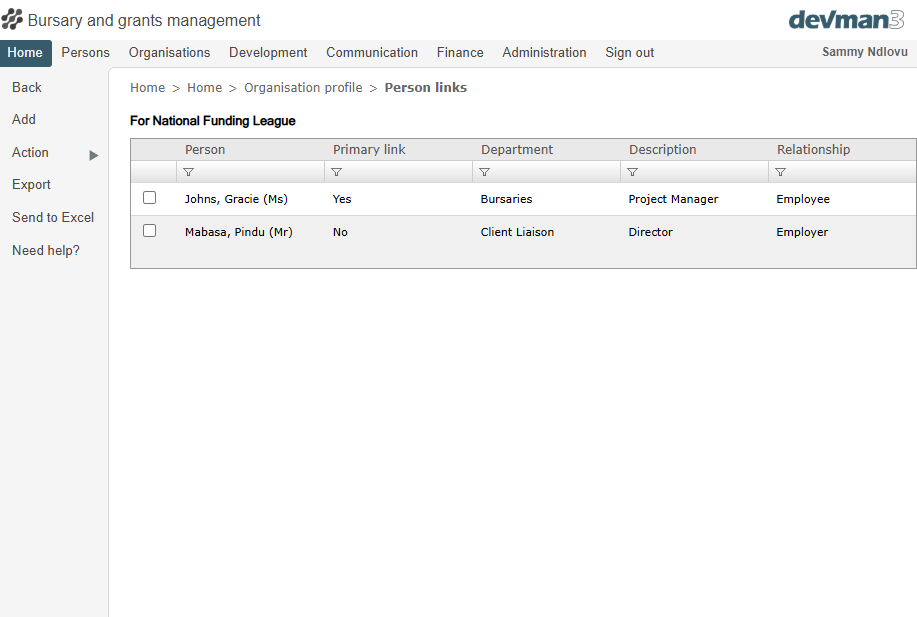 Bursary and grants management
devman3
Home Persons Organisations Development Communication Finance Administration Sign out Sammy Ndlovu
Back
Add
Action
Export
Send to Excel
Need help?
Home > Home > Organisation profile > Person links
For National Funding League
Person Primary link Department Description Relationship
Johns, Gracie (Ms) Yes Bursaries Project Manager Employee
Mabasa, Pindu (Mr) No Client Liaison Director Employer